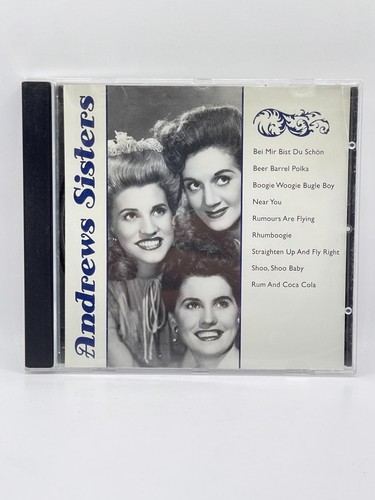 Andrews Sisters
Bei Mir Bist Du Schön
Beer Barrel Polka
Boogie Woogie Bugle Boy
Near You
Rumours Are Flying
Rhumboogie
Straighten Up And Fly Right
Shoo, Shoo Baby
Rum And Coca Cola